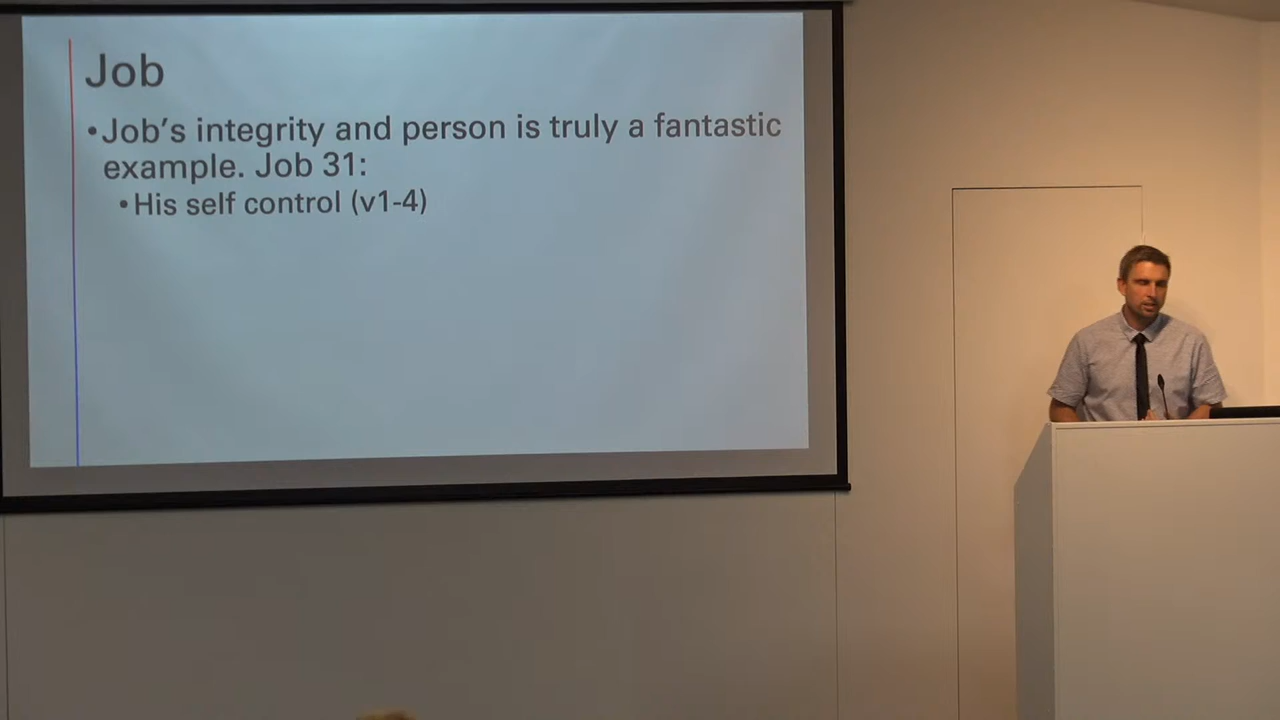 Job
•Job's integrity and person is truly a fantastic
example. Job 31:
•His self control (v1-4)